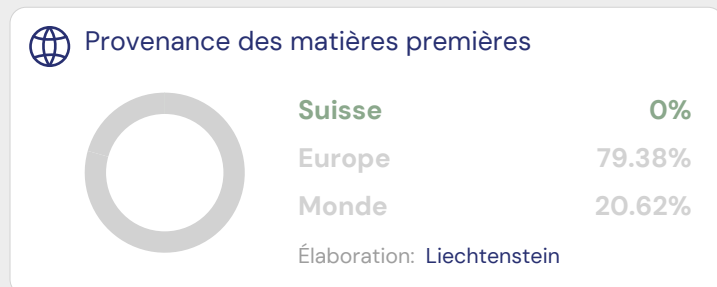 Provenance des matières premières
Suisse 0%
Europe 79.38%
Monde 20.62%
Élaboration: Liechtenstein